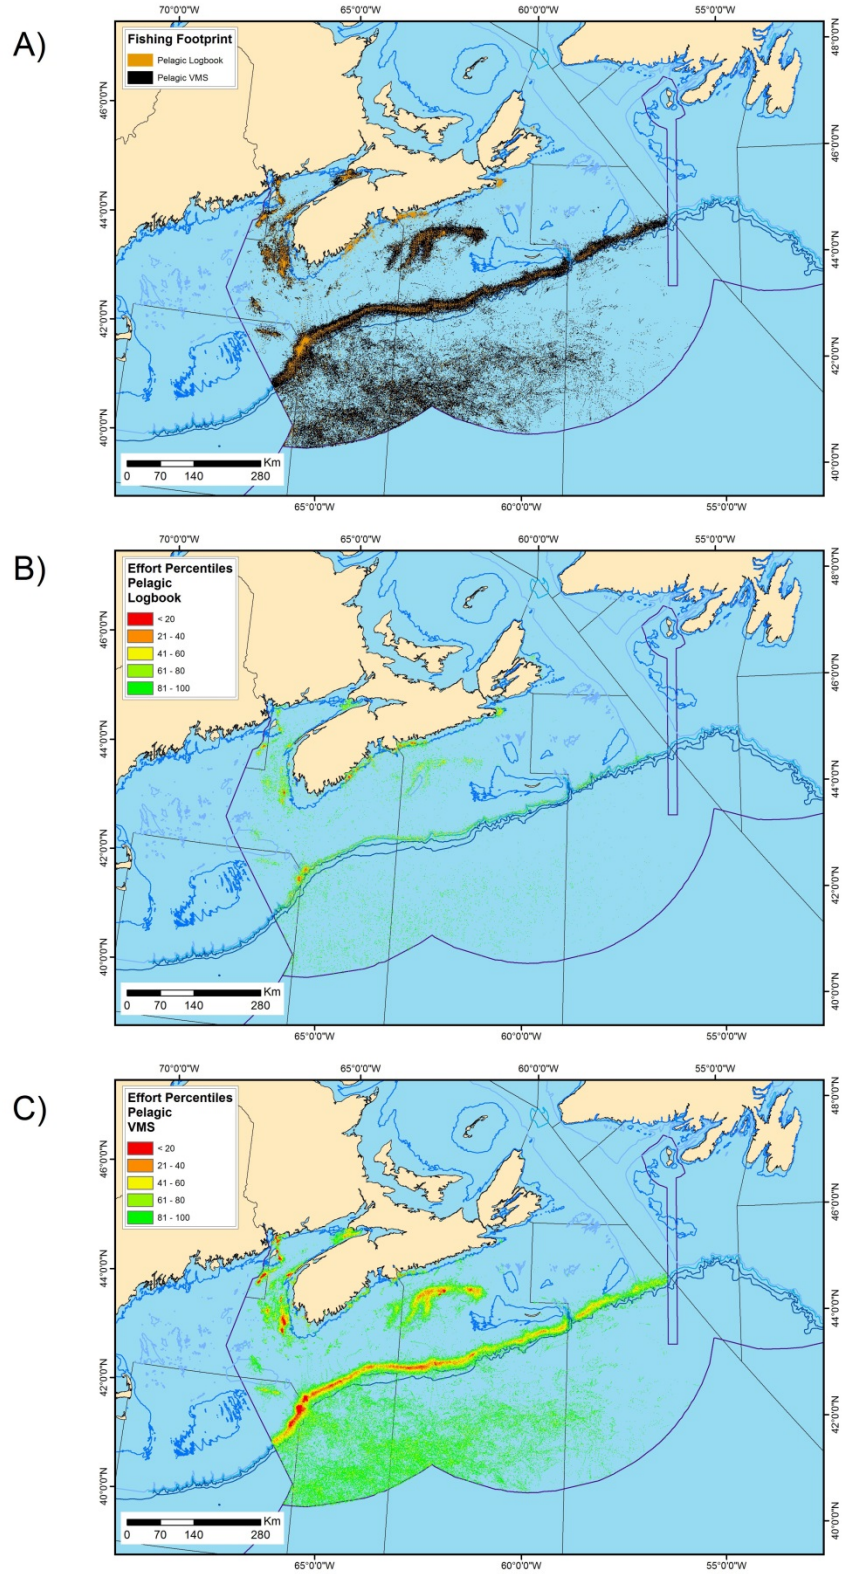 A)
70°0'0"W
65°0'0"W
60°0'0"W
55°0'0"W
Fishing Footprint
Pelagic Logbook
Pelagic VMS
46°0'0"N
44°0'0"N
42°0'0"N
40°0'0"N
48°0'0"N
46°0'0"N
44°0'0"N
42°0'0"N
40°0'0"N
Km
0 70 140 280
65°0'0"W
60°0'0"W
55°0'0"W
B)
70°0'0"W
65°0'0"W
60°0'0"W
55°0'0"W
Effort Percentiles
Pelagic
Logbook
< 20
21 - 40
41 - 60
61 - 80
81 - 100
46°0'0"N
44°0'0"N
42°0'0"N
40°0'0"N
48°0'0"N
46°0'0"N
44°0'0"N
42°0'0"N
40°0'0"N
Km
0 70 140 280
65°0'0"W
60°0'0"W
55°0'0"W
C)
70°0'0"W
65°0'0"W
60°0'0"W
55°0'0"W
Effort Percentiles
Pelagic
VMS
< 20
21 - 40
41 - 60
61 - 80
81 - 100
46°0'0"N
44°0'0"N
42°0'0"N
40°0'0"N
48°0'0"N
46°0'0"N
44°0'0"N
42°0'0"N
40°0'0"N
Km
0 70 140 280
65°0'0"W
60°0'0"W
55°0'0"W